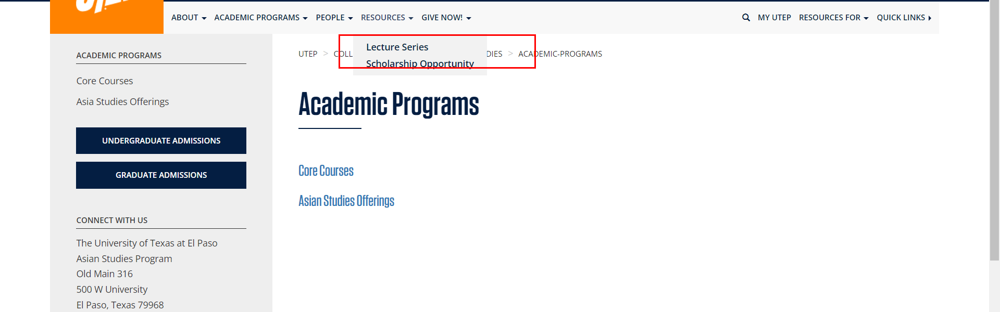 ABOUT ACADEMIC PROGRAMS PEOPLE RESOURCES GIVE NOW! MY UTEP RESOURCES FOR QUICK LINKS
Lecture Series
Scholarship Opportunity
UTEP > COLL DIES > ACADEMIC-PROGRAMS
ACADEMIC PROGRAMS
Core Courses
Asia Studies Offerings
UNDERGRADUATE ADMISSIONS
GRADUATE ADMISSIONS
CONNECT WITH US
The University of Texas at El Paso
Asian Studies Program
Old Main 316
500 W University
El Paso, Texas 79968
Academic Programs
Core Courses
Asian Studies Offerings